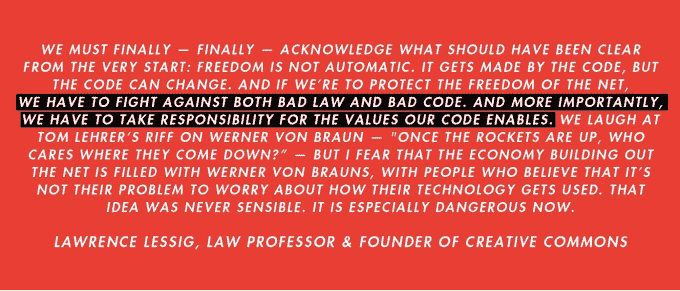 WE MUST FINALLY — FINALLY — ACKNOWLEDGE WHAT SHOULD HAVE BEEN CLEAR
FROM THE VERY START: FREEDOM IS NOT AUTOMATIC. IT GETS MADE BY THE CODE, BUT
THE CODE CAN CHANGE. AND IF WE'RE TO PROTECT THE FREEDOM OF THE NET,
WE HAVE TO FIGHT AGAINST BOTH BAD LAW AND BAD CODE. AND MORE IMPORTANTLY,
WE HAVE TO TAKE RESPONSIBILITY FOR THE VALUES OUR CODE ENABLES. WE LAUGH AT
TOM LEHRER'S RIFF ON WERNER VON BRAUN — "ONCE THE ROCKETS ARE UP, WHO
CARES WHERE THEY COME DOWN?" — BUT I FEAR THAT THE ECONOMY BUILDING OUT
THE NET IS FILLED WITH WERNER VON BRAUNS, WITH PEOPLE WHO BELIEVE THAT IT'S
NOT THEIR PROBLEM TO WORRY ABOUT HOW THEIR TECHNOLOGY GETS USED. THAT
IDEA WAS NEVER SENSIBLE. IT IS ESPECIALLY DANGEROUS NOW.
LAWRENCE LESSIG, LAW PROFESSOR & FOUNDER OF CREATIVE COMMONS